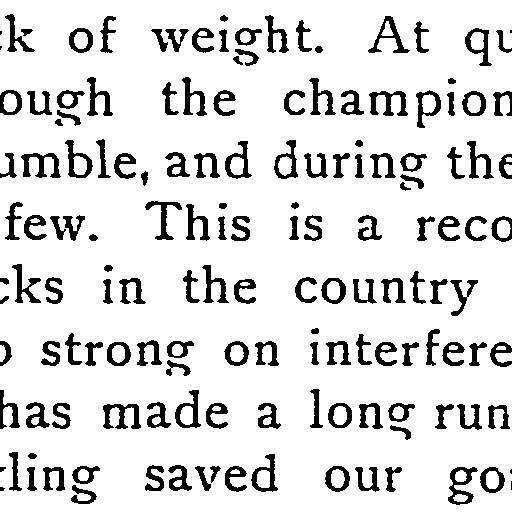 ck of weight. At qu
ough the champion
umble, and during the
few. This is a reco
cks in the country
o strong on interfere
has made a long run
kling saved our goa